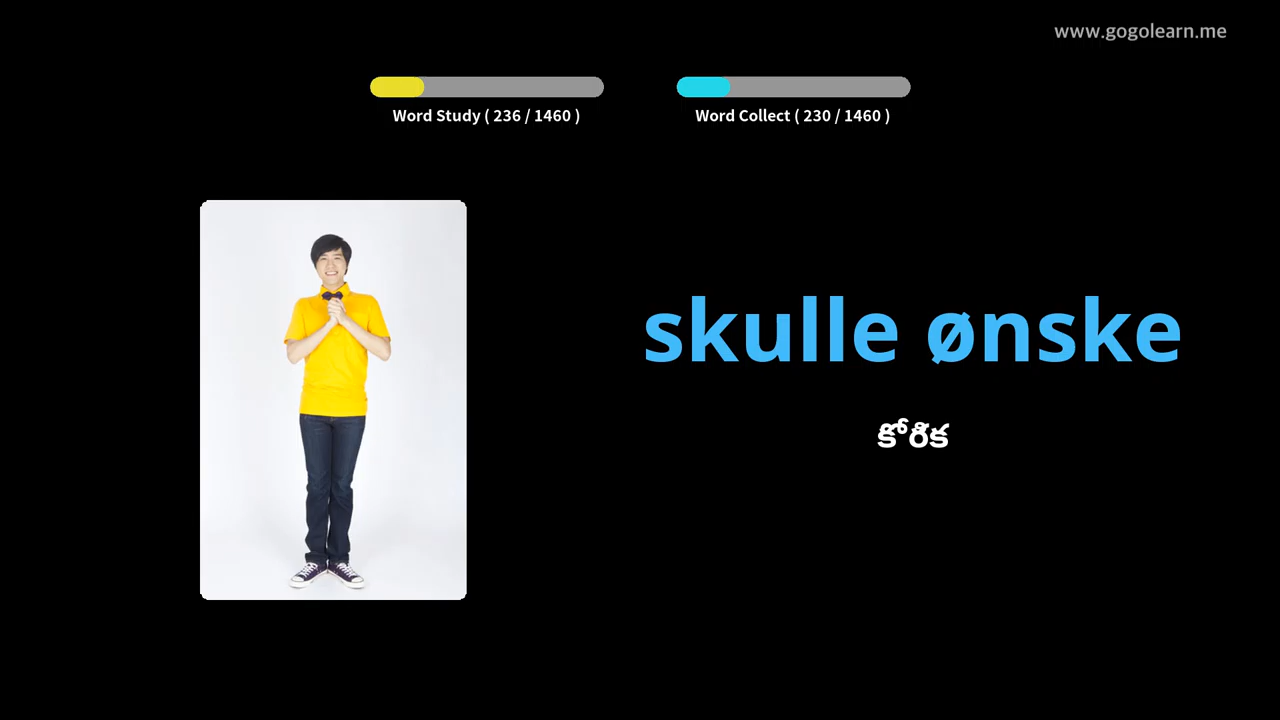 www.gogolearn.me
Word Study ( 236 / 1460 )
Word Collect ( 230 / 1460 )
skulle ønske
కోరిక